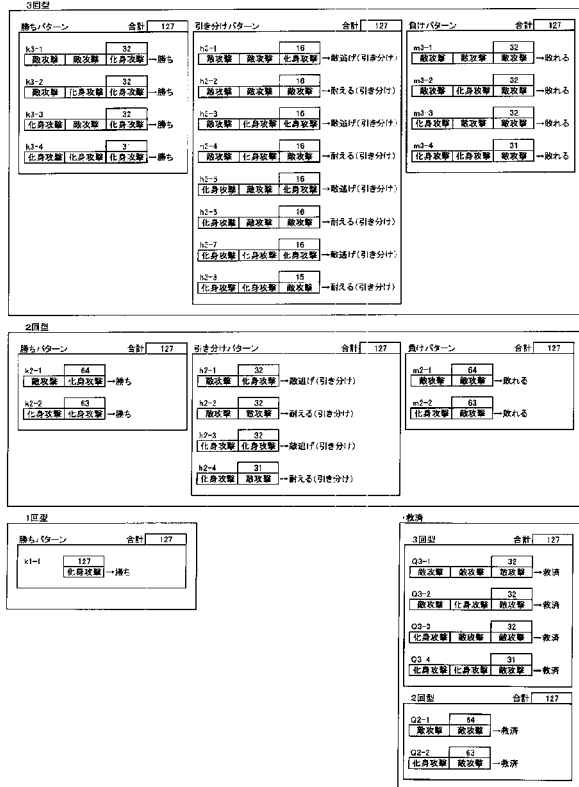 3回型
勝ちパターン 合計 127
k3-1 32
敵攻撃 敵攻撃 化身攻撃 →勝ち
k3-2 32
敵攻撃 化身攻撃 化身攻撃 →勝ち
k3-3 32
化身攻撃 敵攻撃 化身攻撃 →勝ち
k3-4 31
化身攻撃 化身攻撃 化身攻撃 →勝ち
引き分けパターン 合計 127
h3-1 16
敵攻撃 敵攻撃 化身攻撃 →敵逃げ(引き分け)
h3-2 16
敵攻撃 敵攻撃 敵攻撃 →耐える(引き分け)
h3-3 16
敵攻撃 化身攻撃 化身攻撃 →敵逃げ(引き分け)
h3-4 16
敵攻撃 化身攻撃 敵攻撃 →耐える(引き分け)
h3-5 16
化身攻撃 敵攻撃 化身攻撃 →敵逃げ(引き分け)
h3-5 16
化身攻撃 敵攻撃 敵攻撃 →耐える(引き分け)
h3-7 16
化身攻撃 化身攻撃 化身攻撃 →敵逃げ(引き分け)
h3-8 15
化身攻撃 化身攻撃 敵攻撃 →耐える(引き分け)
負けパターン 合計 127
m3-1 32
敵攻撃 敵攻撃 敵攻撃 →敗れる
m3-2 32
敵攻撃 化身攻撃 敵攻撃 →敗れる
m3-3 32
化身攻撃 敵攻撃 敵攻撃 →敗れる
m3-4 31
化身攻撃 化身攻撃 敵攻撃 →敗れる
2回型
勝ちパターン 合計 127
k2-1 64
敵攻撃 化身攻撃 →勝ち
k2-2 63
化身攻撃 化身攻撃 →勝ち
引き分けパターン 合計 127
h2-1 32
敵攻撃 化身攻撃 →敵逃げ(引き分け)
h2-2 32
敵攻撃 敵攻撃 →耐える(引き分け)
h2-3 32
化身攻撃 化身攻撃 →敵逃げ(引き分け)
h2-4 31
化身攻撃 敵攻撃 →耐える(引き分け)
負けパターン 合計 127
m2-1 64
敵攻撃 敵攻撃 →敗れる
m2-2 63
化身攻撃 敵攻撃 →敗れる
1回型
勝ちパターン 合計 127
k1-1 127
化身攻撃 →勝ち
救済
3回型 合計 127
Q3-1 32
敵攻撃 敵攻撃 敵攻撃 →救済
Q3-2 32
敵攻撃 化身攻撃 敵攻撃 →救済
Q3-3 32
化身攻撃 敵攻撃 敵攻撃 →救済
Q3-4 31
化身攻撃 化身攻撃 敵攻撃 →救済
2回型 合計 127
Q2-1 64
敵攻撃 敵攻撃 →救済
Q2-2 63
化身攻撃 敵攻撃 →救済